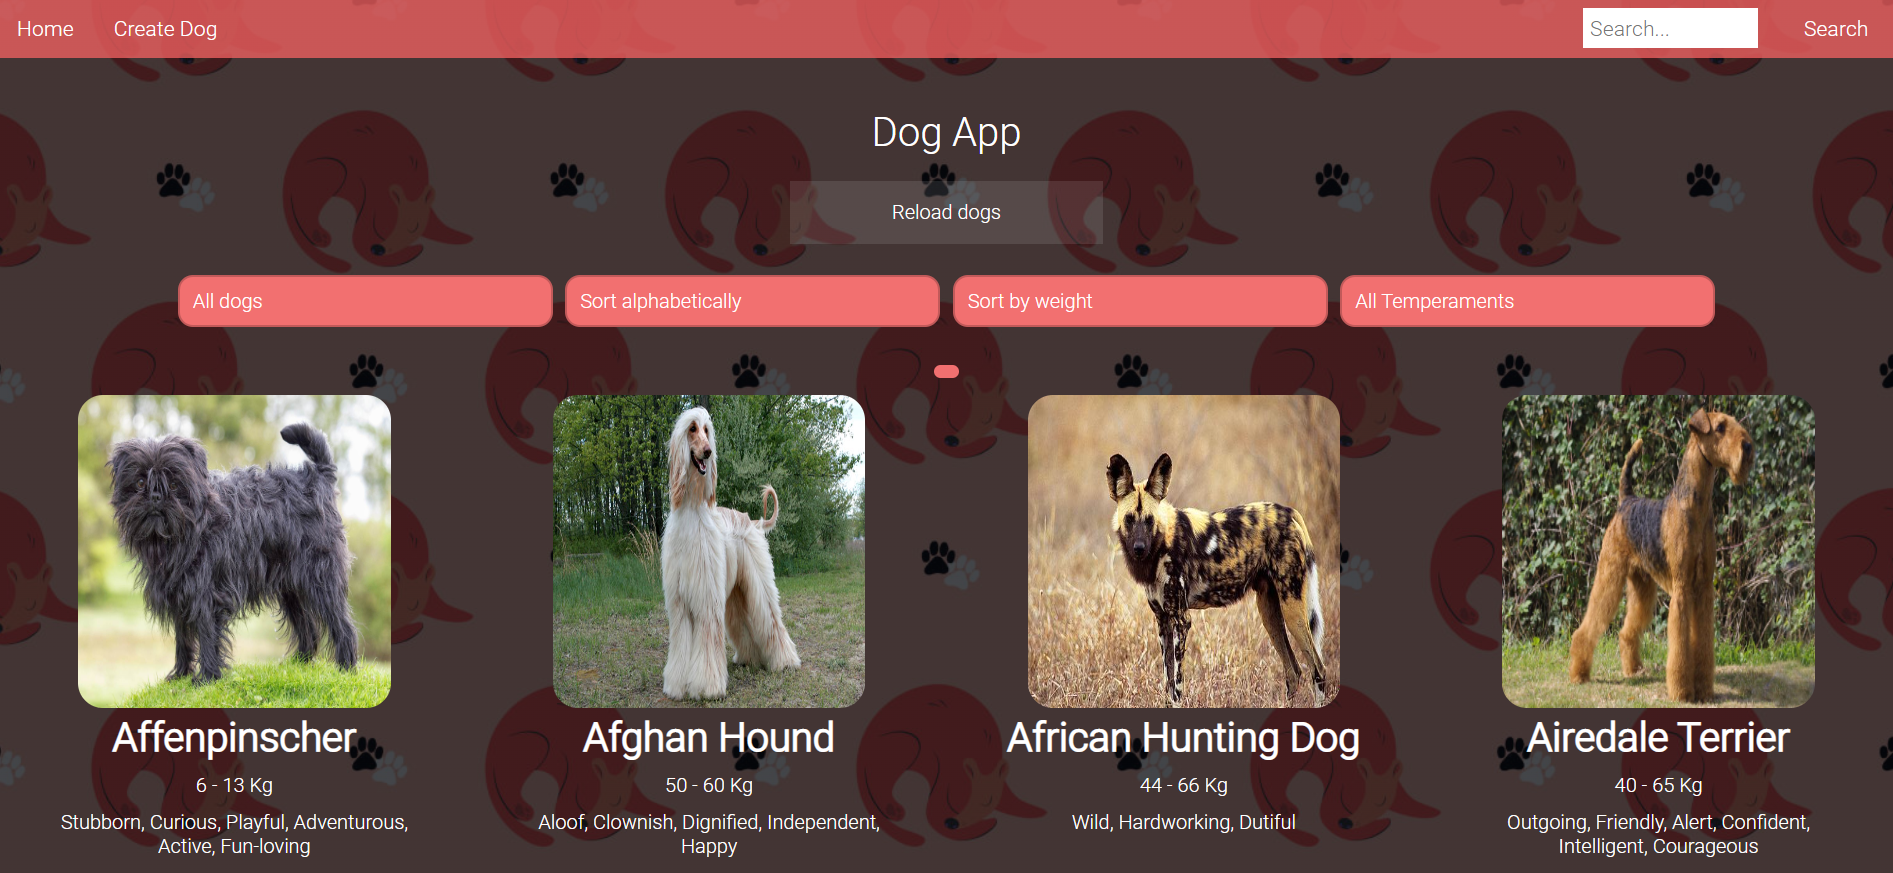 Home
Create Dog
Search...
Search
Dog App
Reload dogs
All dogs
Sort alphabetically
Sort by weight
All Temperaments
Affenpinscher
6 - 13 Kg
Stubborn, Curious, Playful, Adventurous,
Active, Fun-loving
Afghan Hound
50 - 60 Kg
Aloof, Clownish, Dignified, Independent,
Happy
African Hunting Dog
44 - 66 Kg
Wild, Hardworking, Dutiful
Airedale Terrier
40 - 65 Kg
Outgoing, Friendly, Alert, Confident,
Intelligent, Courageous